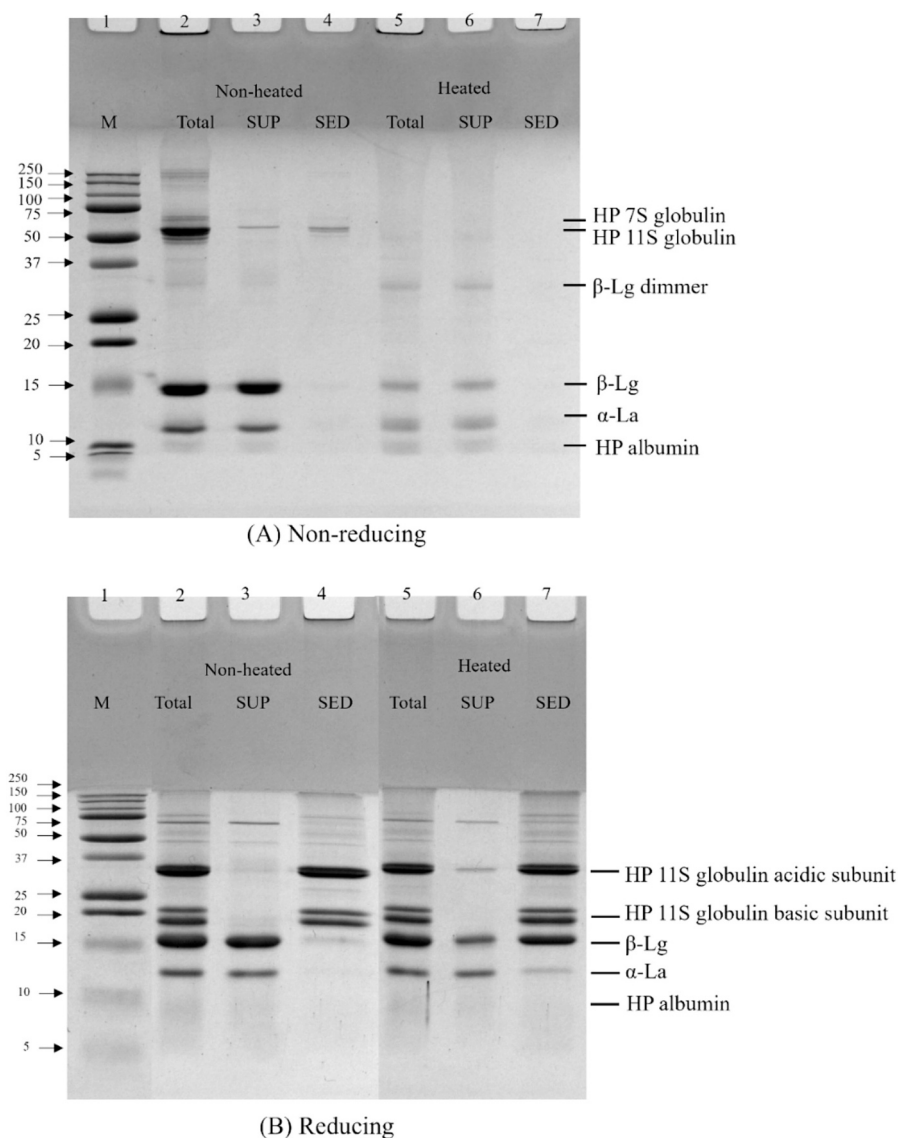 1 2 3 4 5 6 7
Non-heated Heated
M Total SUP SED Total SUP SED
250
150
100
75
50
37
25
20
15
10
5
HP 7S globulin
HP 11S globulin
β-Lg dimmer
β-Lg
α-La
HP albumin
(A) Non-reducing
1 2 3 4 5 6 7
Non-heated Heated
M Total SUP SED Total SUP SED
250
150
100
75
50
37
25
20
15
10
5
HP 11S globulin acidic subunit
HP 11S globulin basic subunit
β-Lg
α-La
HP albumin
(B) Reducing